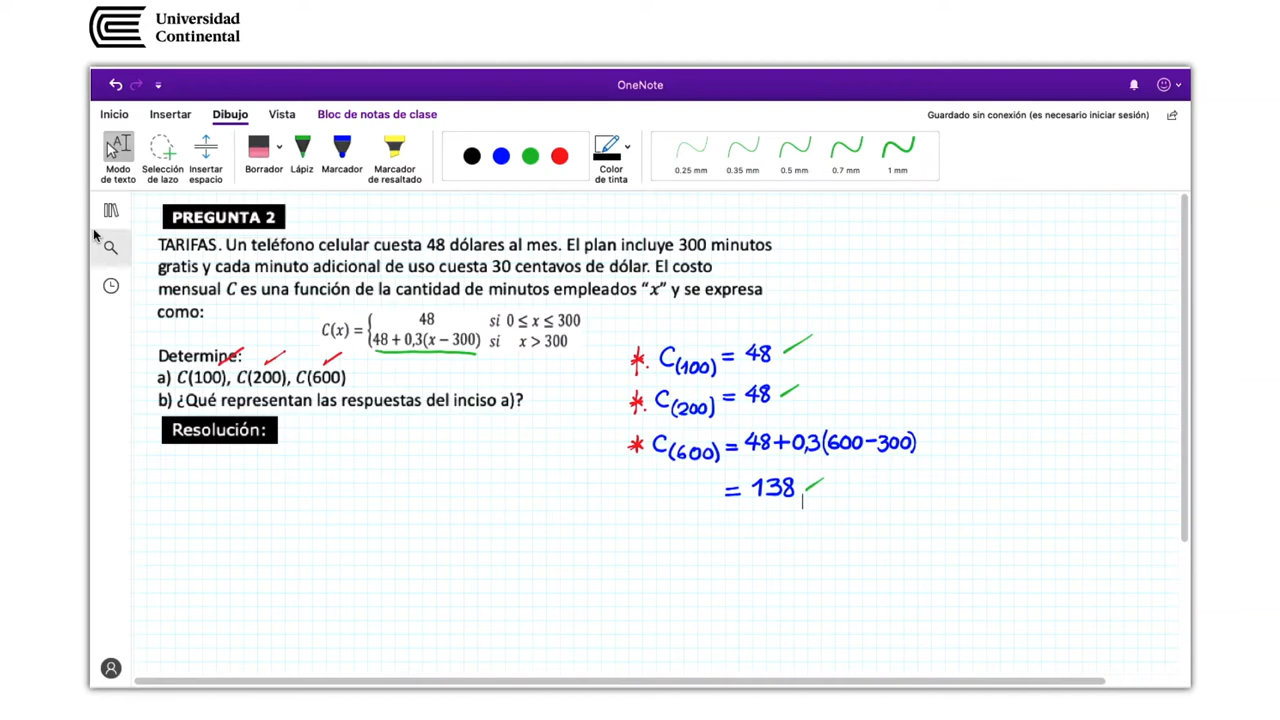 Universidad
Continental
OneNote
Inicio Insertar Dibujo Vista Bloc de notas de clase Guardado sin conexión (es necesario iniciar sesión)
Modo de texto Selección de lazo Insertar espacio Borrador Lápiz Marcador Marcador de resaltado Color de tinta 0.25 mm 0.35 mm 0.5 mm 0.7 mm 1 mm
PREGUNTA 2
TARIFAS. Un teléfono celular cuesta 48 dólares al mes. El plan incluye 300 minutos
gratis y cada minuto adicional de uso cuesta 30 centavos de dólar. El costo
mensual C es una función de la cantidad de minutos empleados “x” y se expresa
como:
C(x) = { 48 si 0 ≤ x ≤ 300
48 + 0,3(x − 300) si x > 300
Determine:
a) C(100), C(200), C(600)
b) ¿Qué representan las respuestas del inciso a)?
Resolución:
*. C(100) = 48
*. C(200) = 48
* C(600) = 48+0,3(600-300)
= 138